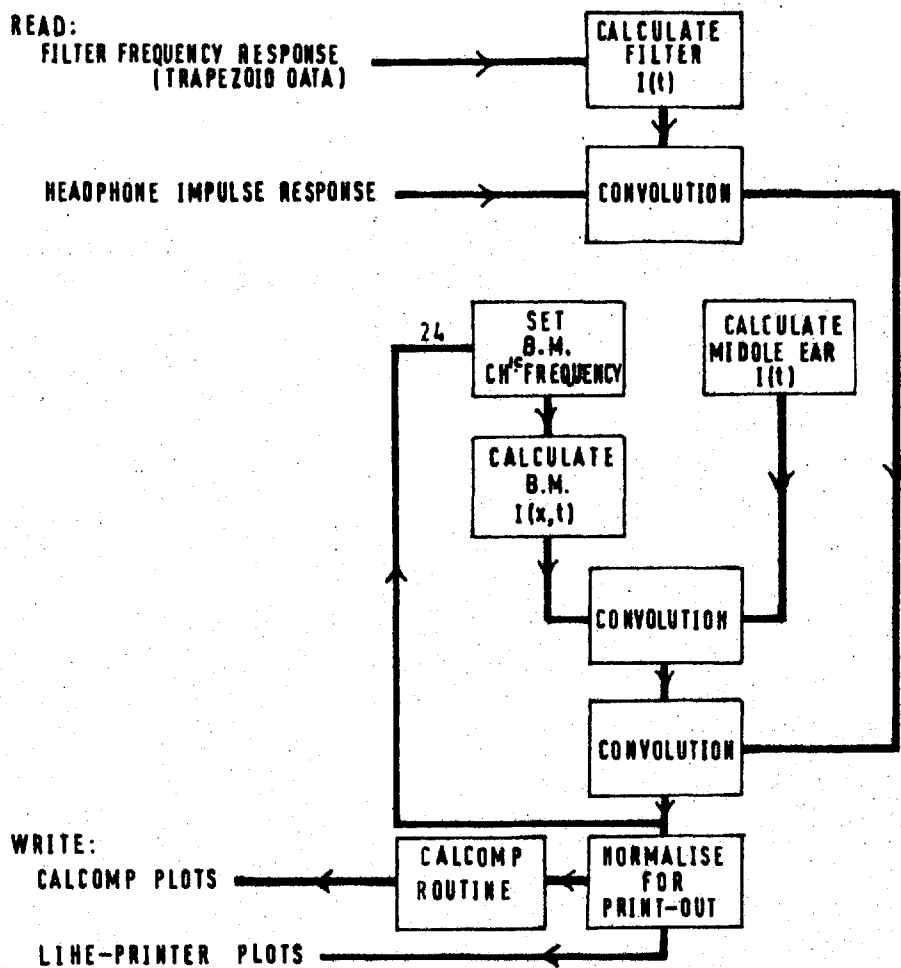 READ:
FILTER FREQUENCY RESPONSE
(TRAPEZOID DATA)
CALCULATE
FILTER
I(t)
HEADPHONE IMPULSE RESPONSE
CONVOLUTION
24
SET
B.M.
CH'IC FREQUENCY
CALCULATE
MIDDLE EAR
I(t)
CALCULATE
B.M.
I(x,t)
CONVOLUTION
CONVOLUTION
WRITE:
CALCOMP PLOTS
CALCOMP
ROUTINE
NORMALISE
FOR
PRINT-OUT
LINE-PRINTER PLOTS